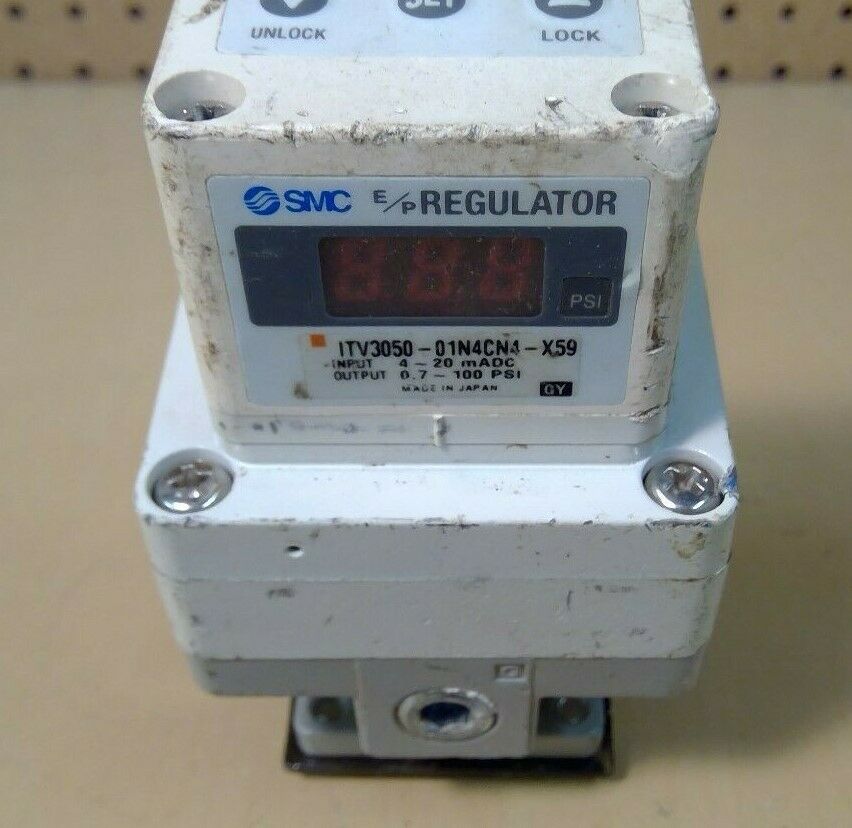 SET
UNLOCK LOCK
SMC E/P REGULATOR
PSI
ITV3050-01N4CN4-X59
INPUT 4-20 mADC
OUTPUT 0.7-100 PSI
MADE IN JAPAN GY